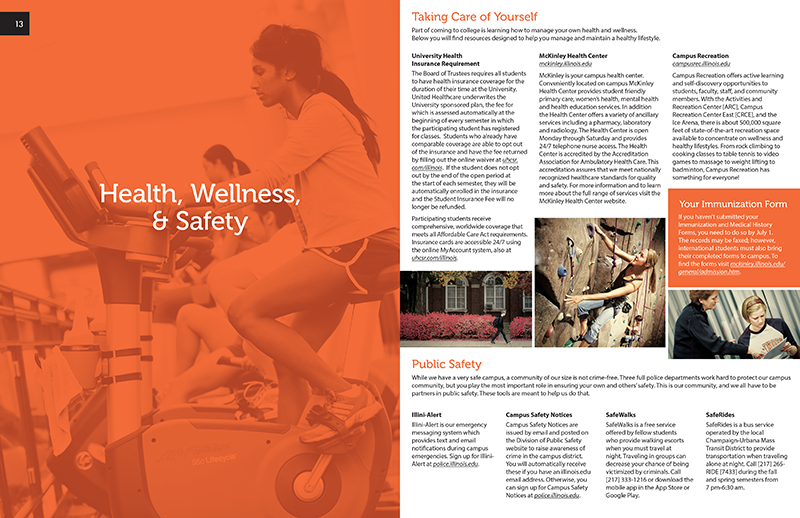 13
Health, Wellness,
& Safety
Taking Care of Yourself
Part of coming to college is learning how to manage your own health and wellness.
Below you will find resources designed to help you manage and maintain a healthy lifestyle.
University Health
Insurance Requirement
The Board of Trustees requires all students
to have health insurance coverage for the
duration of their time at the University.
United Healthcare underwrites the
University sponsored plan, the fee for
which is assessed automatically at the
beginning of every semester in which
the participating student has registered
for classes.  Students who already have
comparable coverage are able to opt out
of the insurance and have the fee returned
by filling out the online waiver at uhcsr.
com/illinois.  If the student does not opt
out by the end of the open period at
the start of each semester, they will be
automatically enrolled in the insurance
and the Student Insurance Fee will no
longer be refunded.
Participating students receive
comprehensive, worldwide coverage that
meets all Affordable Care Act requirements.
Insurance cards are accessible 24/7 using
the online MyAccount system, also at
uhcsr.com/illinois.
McKinley Health Center
mckinley.illinois.edu
McKinley is your campus health center.
Conveniently located on campus McKinley
Health Center provides student friendly
primary care, women's health, mental health
and health education services. In addition
the Health Center offers a variety of ancillary
services including a pharmacy, laboratory
and radiology. The Health Center is open
Monday through Saturday and provides
24/7 telephone nurse access. The Health
Center is accredited by the Accreditation
Association for Ambulatory Health Care. This
accreditation assures that we meet nationally
recognized healthcare standards for quality
and safety. For more information and to learn
more about the full range of services visit the
McKinley Health Center website.
Campus Recreation
campusrec.illinois.edu
Campus Recreation offers active learning
and self-discovery opportunities to
students, faculty, staff, and community
members. With the Activities and
Recreation Center [ARC], Campus
Recreation Center East [CRCE], and the
Ice Arena, there is about 500,000 square
feet of state-of-the-art recreation space
available to concentrate on wellness and
healthy lifestyles. From rock climbing to
cooking classes to table tennis to video
games to massage to weight lifting to
badminton, Campus Recreation has
something for everyone!
Your Immunization Form
If you haven't submitted your
Immunization and Medical History
Forms, you need to do so by July 1.
The records may be faxed; however,
international students must also bring
their completed forms to campus. To
find the forms visit mckinley.illinois.edu/
general/admission.htm.
Public Safety
While we have a very safe campus, a community of our size is not crime-free. Three full police departments work hard to protect our campus
community, but you play the most important role in ensuring your own and others' safety. This is our community, and we all have to be
partners in public safety. These tools are meant to help us do that.
Illini-Alert
Illini-Alert is our emergency
messaging system which
provides text and email
notifications during campus
emergencies. Sign up for Illini-
Alert at police.illinois.edu.
Campus Safety Notices
Campus Safety Notices are
issued by email and posted on
the Division of Public Safety
website to raise awareness of
crime in the campus district.
You will automatically receive
these if you have an illinois.edu
email address. Otherwise, you
can sign up for Campus Safety
Notices at police.illinois.edu.
SafeWalks
SafeWalks is a free service
offered by fellow students
who provide walking escorts
when you must travel at
night. Traveling in groups can
decrease your chance of being
victimized by criminals. Call
[217] 333-1216 or download the
mobile app in the App Store or
Google Play.
SafeRides
SafeRides is a bus service
operated by the local
Champaign-Urbana Mass
Transit District to provide
transportation when traveling
alone at night. Call [217] 265-
RIDE [7433] during the fall
and spring semesters from
7 pm-6:30 am.